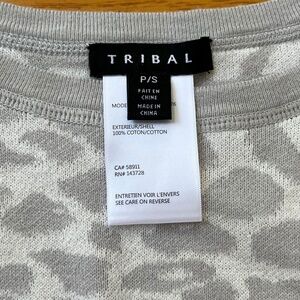 TRIBAL
P/S
FAIT EN
CHINE
MADE IN
CHINA
EXTERIEUR/SHELL
100% COTON/COTTON
CA# 58911
RN# 143728
ENTRETIEN VOIR L'ENVERS
SEE CARE ON REVERSE